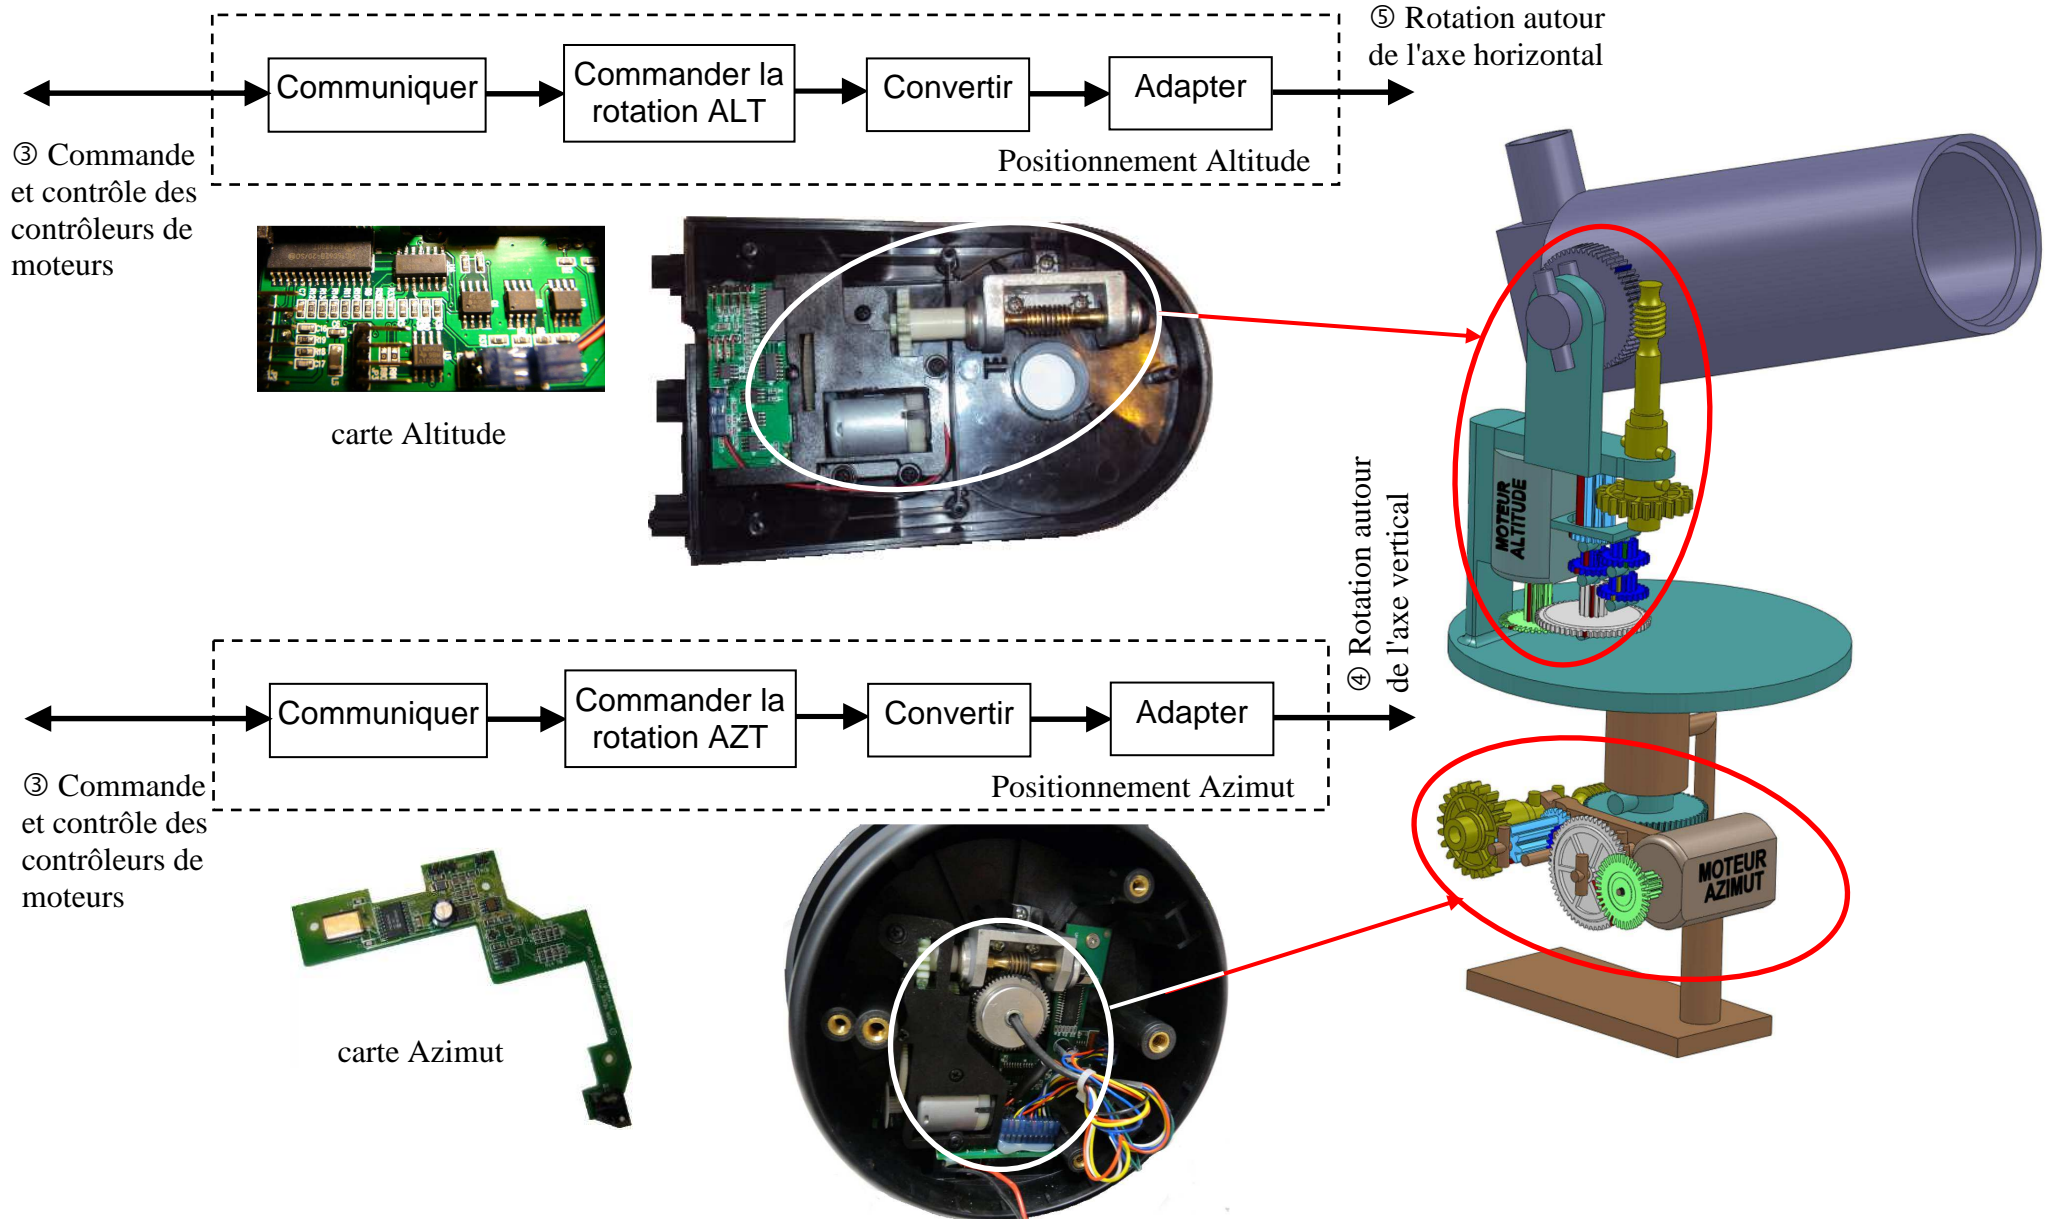 ⑤ Rotation autour
de l'axe horizontal
Communiquer
Commander la
rotation ALT
Convertir
Adapter
Positionnement Altitude
③ Commande
et contrôle des
contrôleurs de
moteurs
carte Altitude
MOTEUR
ALTITUDE
④ Rotation autour
de l'axe vertical
Communiquer
Commander la
rotation AZT
Convertir
Adapter
Positionnement Azimut
③ Commande
et contrôle des
contrôleurs de
moteurs
carte Azimut
MOTEUR
AZIMUT